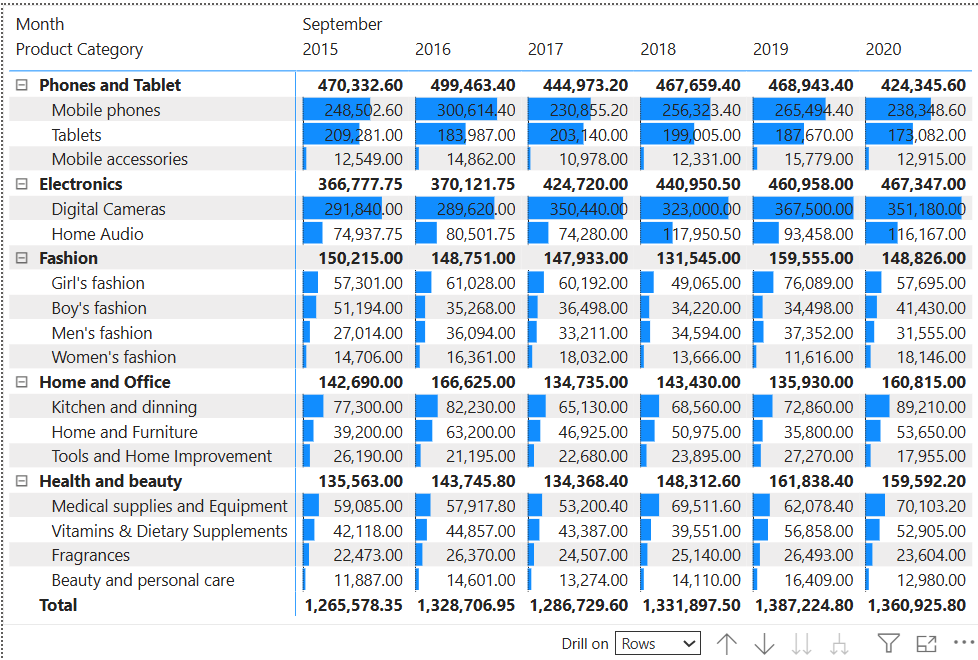 Month September
Product Category 2015 2016 2017 2018 2019 2020
Phones and Tablet 470,332.60 499,463.40 444,973.20 467,659.40 468,943.40 424,345.60
Mobile phones 248,502.60 300,614.40 230,855.20 256,323.40 265,494.40 238,348.60
Tablets 209,281.00 183,987.00 203,140.00 199,005.00 187,670.00 173,082.00
Mobile accessories 12,549.00 14,862.00 10,978.00 12,331.00 15,779.00 12,915.00
Electronics 366,777.75 370,121.75 424,720.00 440,950.50 460,958.00 467,347.00
Digital Cameras 291,840.00 289,620.00 350,440.00 323,000.00 367,500.00 351,180.00
Home Audio 74,937.75 80,501.75 74,280.00 117,950.50 93,458.00 116,167.00
Fashion 150,215.00 148,751.00 147,933.00 131,545.00 159,555.00 148,826.00
Girl's fashion 57,301.00 61,028.00 60,192.00 49,065.00 76,089.00 57,695.00
Boy's fashion 51,194.00 35,268.00 36,498.00 34,220.00 34,498.00 41,430.00
Men's fashion 27,014.00 36,094.00 33,211.00 34,594.00 37,352.00 31,555.00
Women's fashion 14,706.00 16,361.00 18,032.00 13,666.00 11,616.00 18,146.00
Home and Office 142,690.00 166,625.00 134,735.00 143,430.00 135,930.00 160,815.00
Kitchen and dinning 77,300.00 82,230.00 65,130.00 68,560.00 72,860.00 89,210.00
Home and Furniture 39,200.00 63,200.00 46,925.00 50,975.00 35,800.00 53,650.00
Tools and Home Improvement 26,190.00 21,195.00 22,680.00 23,895.00 27,270.00 17,955.00
Health and beauty 135,563.00 143,745.80 134,368.40 148,312.60 161,838.40 159,592.20
Medical supplies and Equipment 59,085.00 57,917.80 53,200.40 69,511.60 62,078.40 70,103.20
Vitamins & Dietary Supplements 42,118.00 44,857.00 43,387.00 39,551.00 56,858.00 52,905.00
Fragrances 22,473.00 26,370.00 24,507.00 25,140.00 26,493.00 23,604.00
Beauty and personal care 11,887.00 14,601.00 13,274.00 14,110.00 16,409.00 12,980.00
Total 1,265,578.35 1,328,706.95 1,286,729.60 1,331,897.50 1,387,224.80 1,360,925.80
Drill on Rows